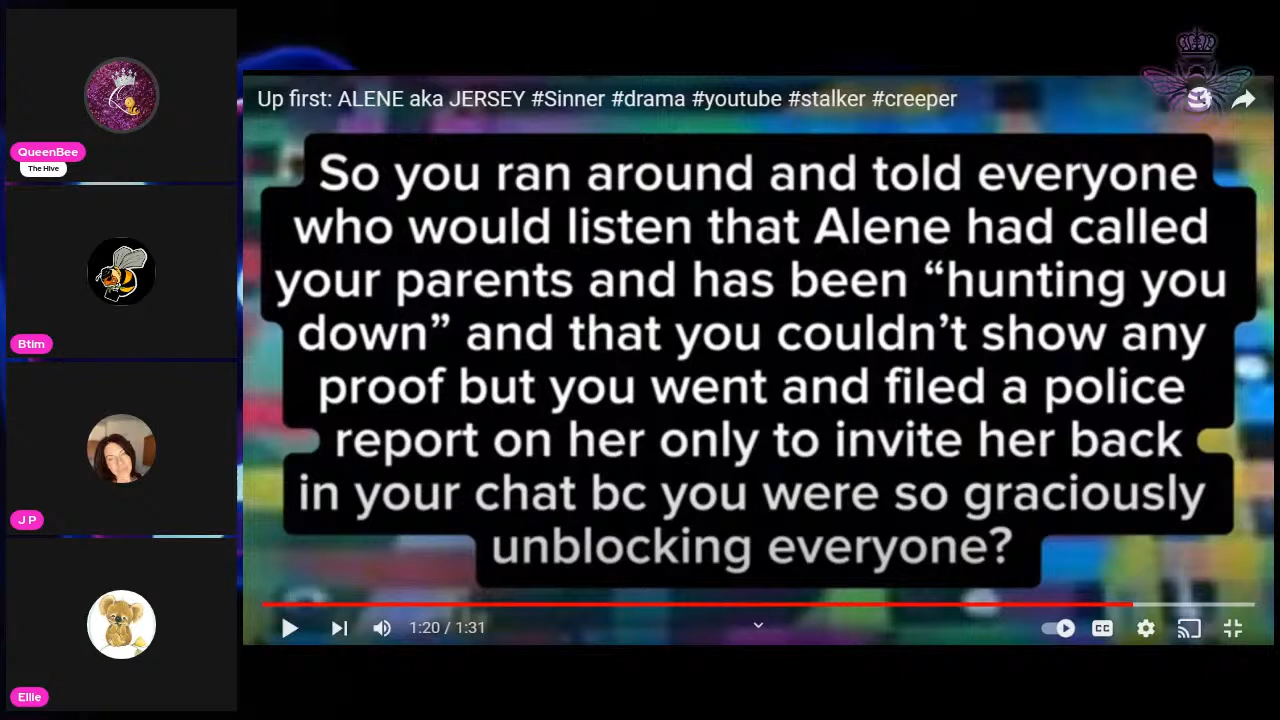 QueenBee
The Hive
Btim
J P
Ellie
Up first: ALENE aka JERSEY #Sinner #drama #youtube #stalker #creeper
So you ran around and told everyone
who would listen that Alene had called
your parents and has been “hunting you
down” and that you couldn’t show any
proof but you went and filed a police
report on her only to invite her back
in your chat bc you were so graciously
unblocking everyone?
1:20 / 1:31
CC